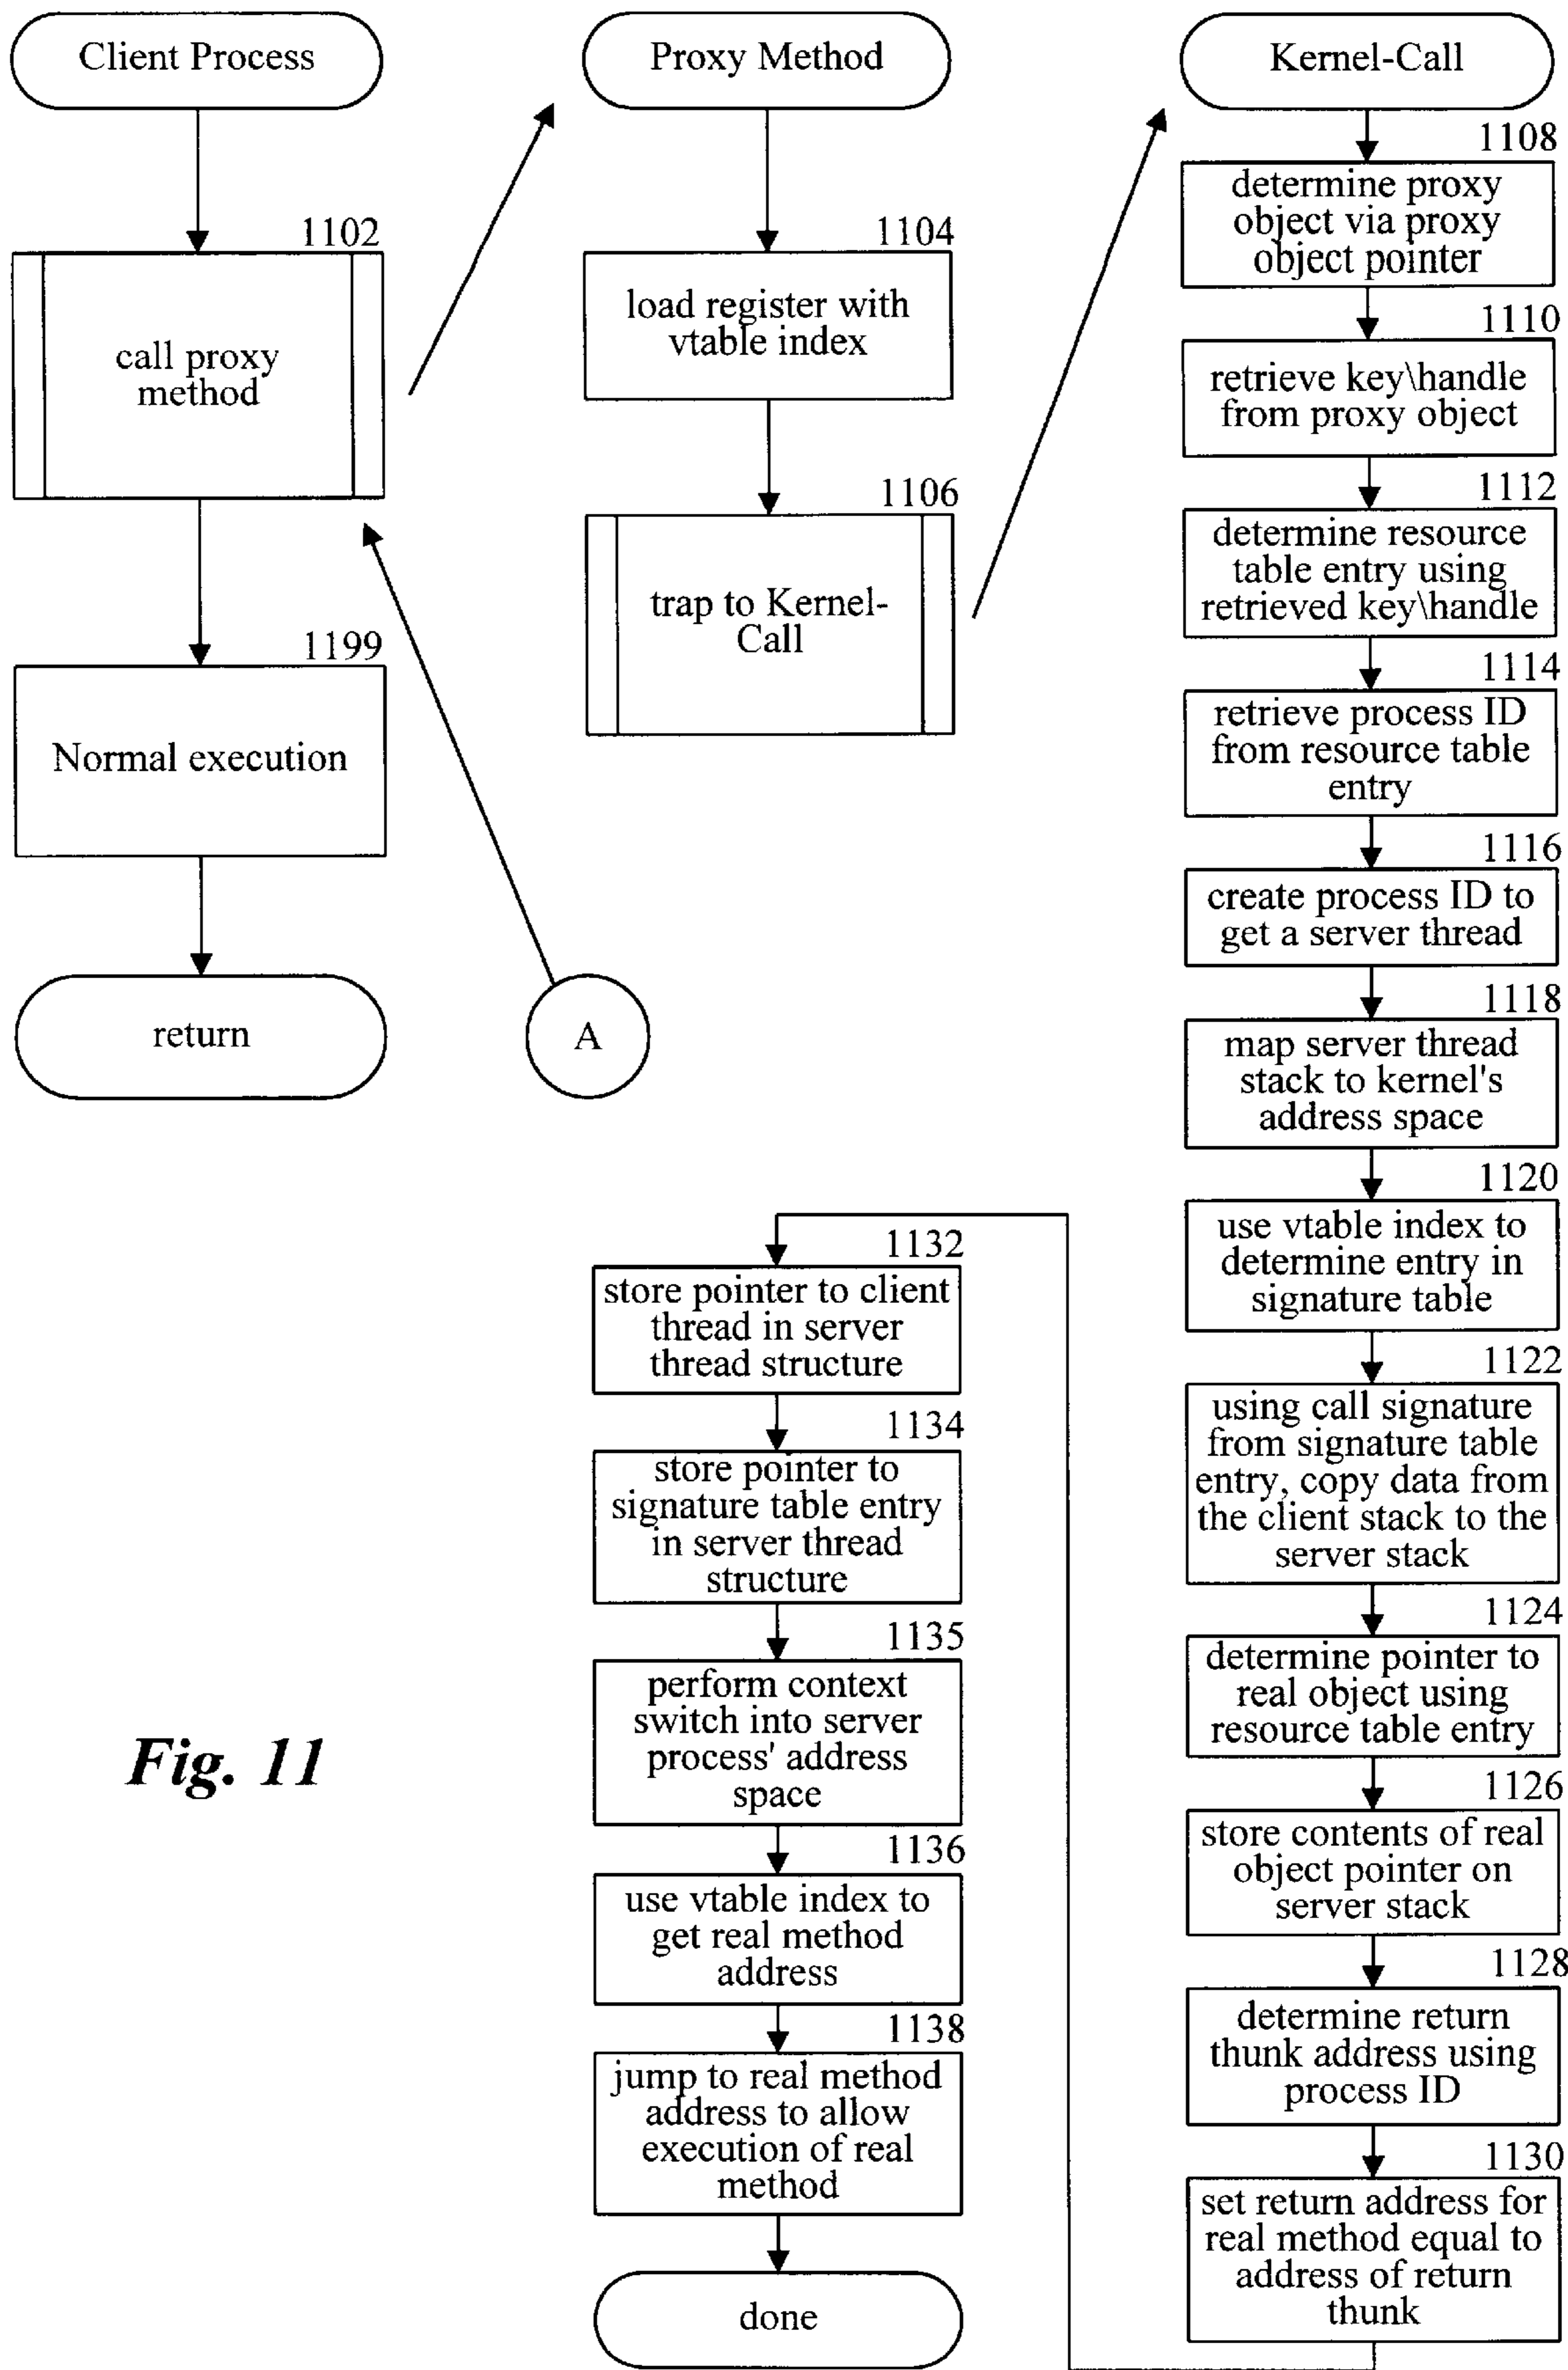 Client Process
1102
call proxy
method
1199
Normal execution
return
A
Proxy Method
1104
load register with
vtable index
1106
trap to Kernel-
Call
Kernel-Call
1108
determine proxy
object via proxy
object pointer
1110
retrieve key\handle
from proxy object
1112
determine resource
table entry using
retrieved key\handle
1114
retrieve process ID
from resource table
entry
1116
create process ID to
get a server thread
1118
map server thread
stack to kernel's
address space
1120
use vtable index to
determine entry in
signature table
1122
using call signature
from signature table
entry, copy data from
the client stack to the
server stack
1124
determine pointer to
real object using
resource table entry
1126
store contents of real
object pointer on
server stack
1128
determine return
thunk address using
process ID
1130
set return address for
real method equal to
address of return
thunk
1132
store pointer to client
thread in server
thread structure
1134
store pointer to
signature table entry
in server thread
structure
1135
perform context
switch into server
process' address
space
1136
use vtable index to
get real method
address
1138
jump to real method
address to allow
execution of real
method
done
Fig. 11